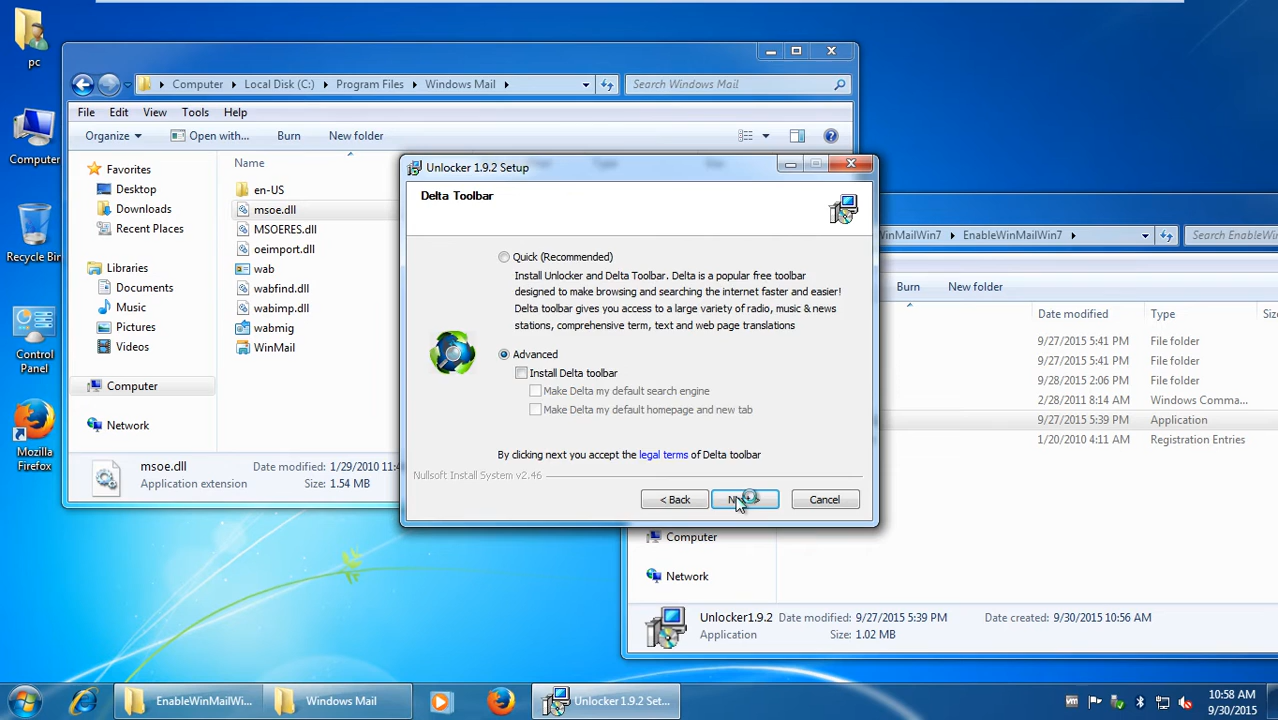 pc
Computer
Recycle Bin
Control
Panel
Mozilla
Firefox
Computer
Local Disk (C:)
Program Files
Windows Mail
Search Windows Mail
File
Edit
View
Tools
Help
Organize
Open with...
Burn
New folder
Favorites
Desktop
Downloads
Recent Places
Libraries
Documents
Music
Pictures
Videos
Computer
Network
Name
en-US
msoe.dll
MSOERES.dll
oeimport.dll
wab
wabfind.dll
wabimp.dll
wabmig
WinMail
msoe.dll
Date modified: 1/29/2010 11:4
Application extension
Size: 1.54 MB
Unlocker 1.9.2 Setup
Delta Toolbar
Quick (Recommended)
Install Unlocker and Delta Toolbar. Delta is a popular free toolbar
designed to make browsing and searching the internet faster and easier!
Delta toolbar gives you access to a large variety of radio, music & news
stations, comprehensive term, text and web page translations
Advanced
Install Delta toolbar
Make Delta my default search engine
Make Delta my default homepage and new tab
By clicking next you accept the legal terms of Delta toolbar
Nullsoft Install System v2.46
< Back
Cancel
WinMailWin7
EnableWinMailWin7
Search EnableW
Burn
New folder
Date modified
Type
Size
9/27/2015 5:41 PM
File folder
9/27/2015 5:41 PM
File folder
9/28/2015 2:06 PM
File folder
2/28/2011 8:14 AM
Windows Comma...
9/27/2015 5:39 PM
Application
1/20/2010 4:11 AM
Registration Entries
Computer
Network
Unlocker1.9.2
Date modified: 9/27/2015 5:39 PM
Date created: 9/30/2015 10:56 AM
Application
Size: 1.02 MB
EnableWinMailWi...
Windows Mail
Unlocker 1.9.2 Set...
10:58 AM
9/30/2015